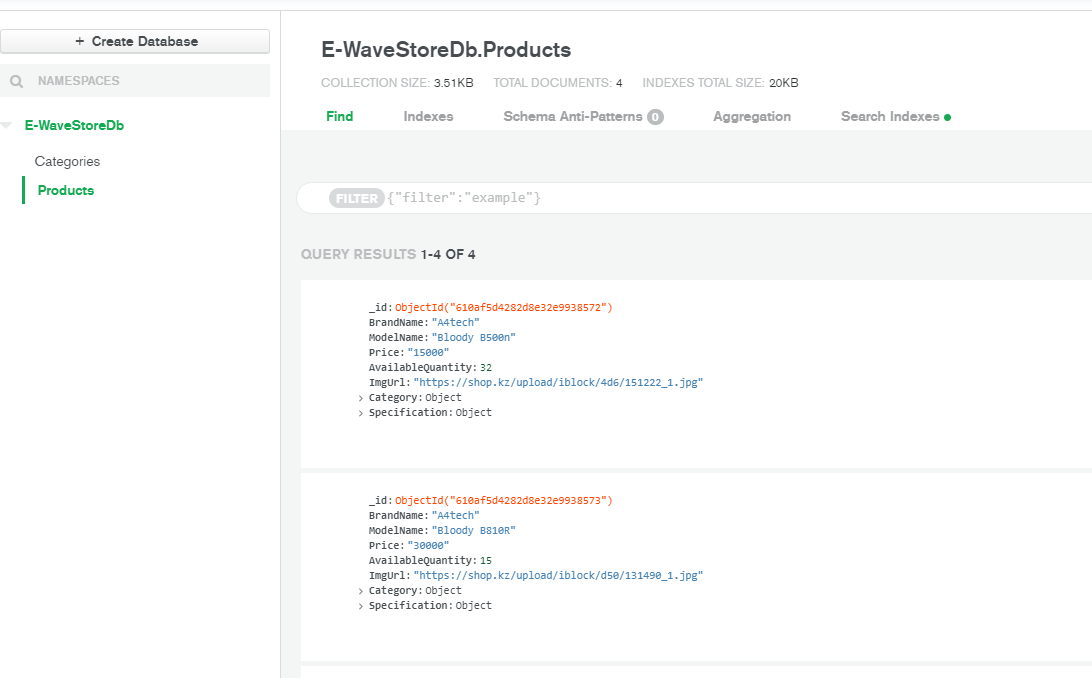 + Create Database
NAMESPACES
E-WaveStoreDb
Categories
Products
E-WaveStoreDb.Products
COLLECTION SIZE: 3.51KB TOTAL DOCUMENTS: 4 INDEXES TOTAL SIZE: 20KB
Find Indexes Schema Anti-Patterns 0 Aggregation Search Indexes
FILTER {"filter":"example"}
QUERY RESULTS 1-4 OF 4
_id: ObjectId("610af5d4282d8e32e9938572")
BrandName: "A4tech"
ModelName: "Bloody B500n"
Price: "15000"
AvailableQuantity: 32
ImgUrl: "https://shop.kz/upload/iblock/4d6/151222_1.jpg"
> Category: Object
> Specification: Object
_id: ObjectId("610af5d4282d8e32e9938573")
BrandName: "A4tech"
ModelName: "Bloody B810R"
Price: "30000"
AvailableQuantity: 15
ImgUrl: "https://shop.kz/upload/iblock/d50/131490_1.jpg"
> Category: Object
> Specification: Object